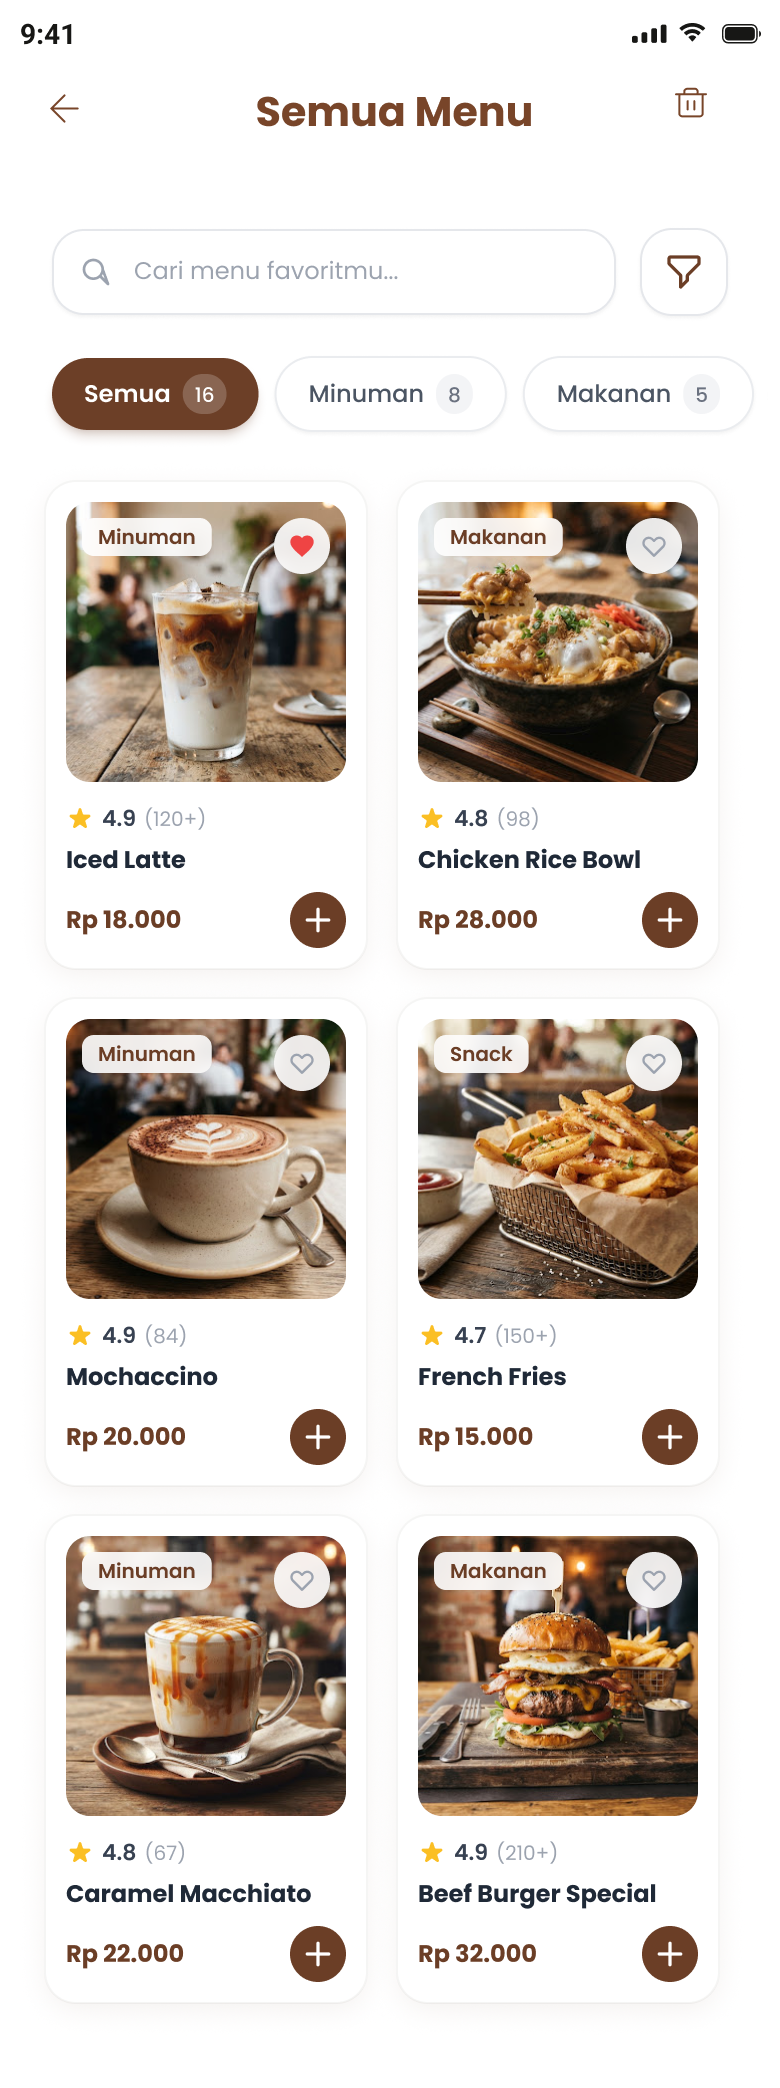 9:41
Semua Menu
Cari menu favoritmu...
Semua 16
Minuman 8
Makanan 5
Minuman
4.9 (120+)
Iced Latte
Rp 18.000
Makanan
4.8 (98)
Chicken Rice Bowl
Rp 28.000
Minuman
4.9 (84)
Mochaccino
Rp 20.000
Snack
4.7 (150+)
French Fries
Rp 15.000
Minuman
4.8 (67)
Caramel Macchiato
Rp 22.000
Makanan
4.9 (210+)
Beef Burger Special
Rp 32.000